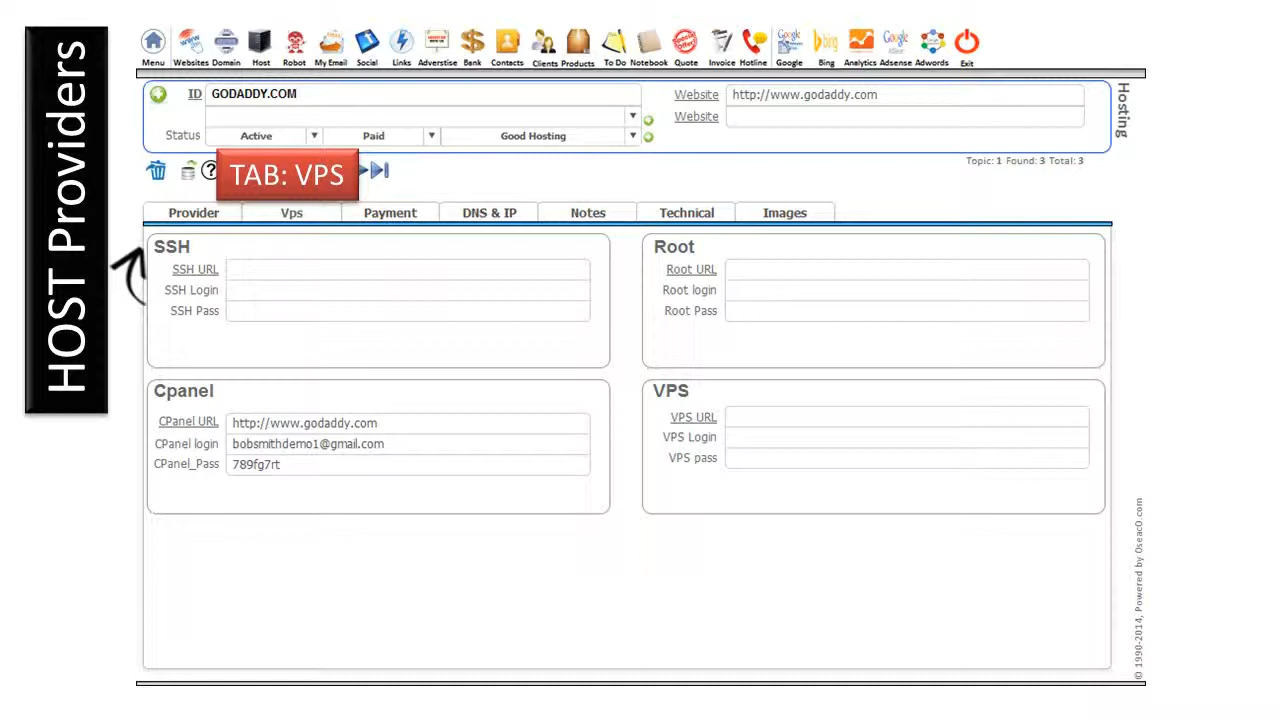 HOST Providers
Menu Websites Domain Host Robot My Email Social Links Adverstise Bank Contacts Clients Products To Do Notebook Quote Invoice Hotline Google Bing Analytics Adsense Adwords Exit
ID GODADDY.COM Website http://www.godaddy.com
Website
Status Active Paid Good Hosting
Hosting
Topic: 1 Found: 3 Total: 3
TAB: VPS
Provider Vps Payment DNS & IP Notes Technical Images
SSH Root
SSH URL Root URL
SSH Login Root login
SSH Pass Root Pass
Cpanel VPS
CPanel URL http://www.godaddy.com VPS URL
CPanel login bobsmithdemo1@gmail.com VPS Login
CPanel_Pass 789fg7rt VPS pass
© 1990-2014, Powered by OseacO.com